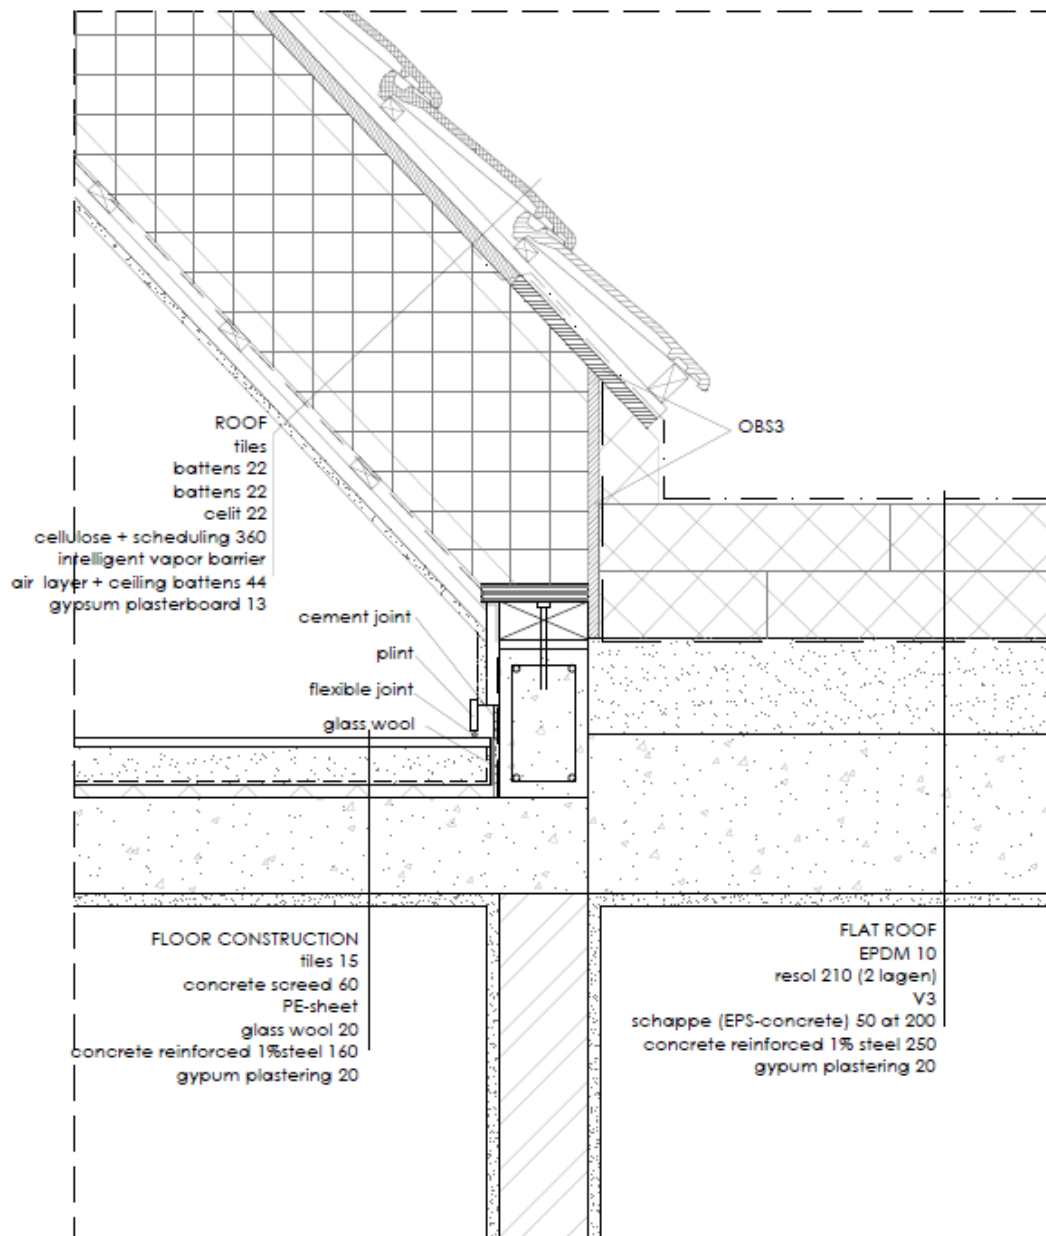 ROOF
tiles
battens 22
battens 22
celit 22
cellulose + scheduling 360
intelligent vapor barrier
air layer + ceiling battens 44
gypsum plasterboard 13
OBS3
cement joint
plint
flexible joint
glass wool
FLOOR CONSTRUCTION
tiles 15
concrete screed 60
PE-sheet
glass wool 20
concrete reinforced 1%steel 160
gypum plastering 20
FLAT ROOF
EPDM 10
resol 210 (2 lagen)
V3
schappe (EPS-concrete) 50 at 200
concrete reinforced 1% steel 250
gypum plastering 20